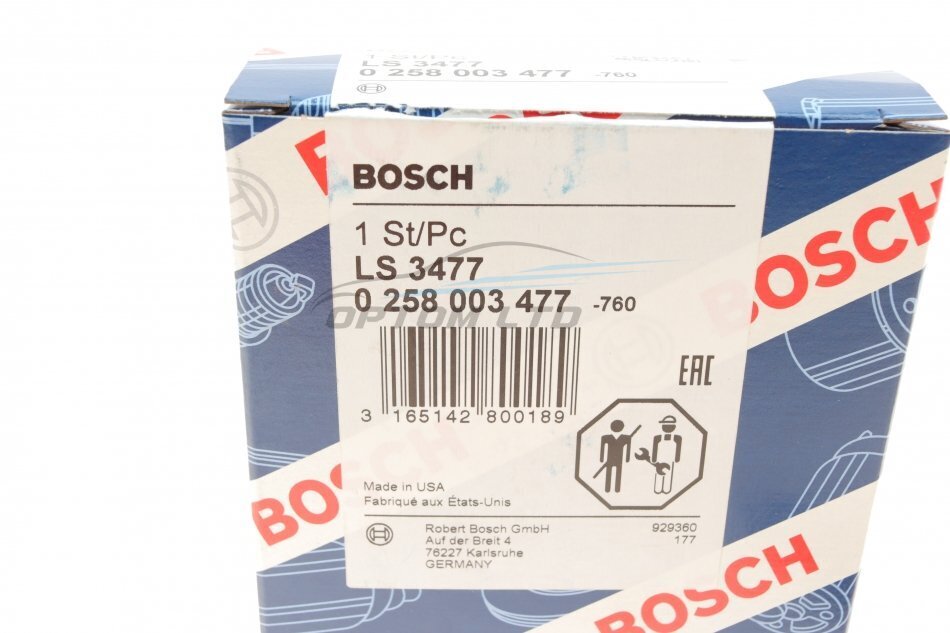 1 St/Pc
LS 3477
0 258 003 477 -760
BOSCH
BOSCH
1 St/Pc
LS 3477
0 258 003 477 -760
OPTOM LTD
3 165142 800189
EAC
Made in USA
Fabriqué aux États-Unis
Robert Bosch GmbH
Auf der Breit 4
76227 Karlsruhe
GERMANY
929360
177
BOSCH
BOSCH